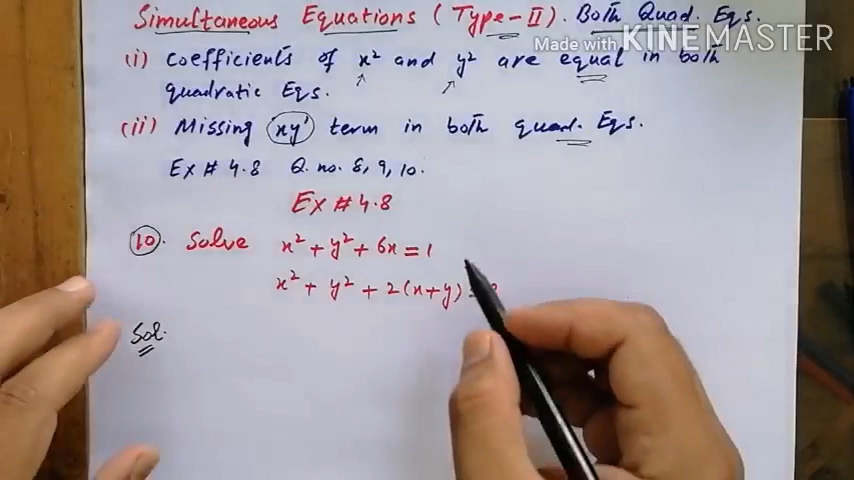 Simultaneous Equations (Type-II). Both Quad. Eqs.
Made with KINEMASTER
(i) Coefficients of x² and y² are equal in both
quadratic Eqs.
(ii) Missing 'xy' term in both quad. Eqs.
Ex # 4.8 Q. no. 8, 9, 10.
Ex # 4.8
10. Solve x² + y² + 6x = 1
x² + y² + 2(x+y)
Sol.